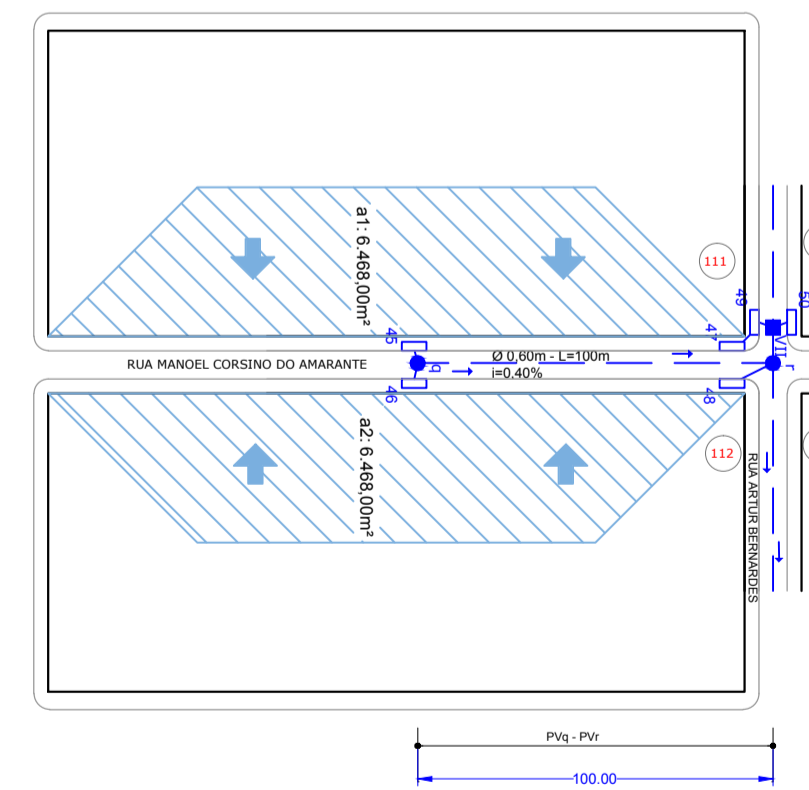 a1: 6.468,00m²
111
49
50
45
47
VII
r
Ø 0,60m - L=100m
RUA MANOEL CORSINO DO AMARANTE
q
i=0,40%
46
48
a2: 6.468,00m²
112
RUA ARTUR BERNARDES
PVq - PVr
100.00